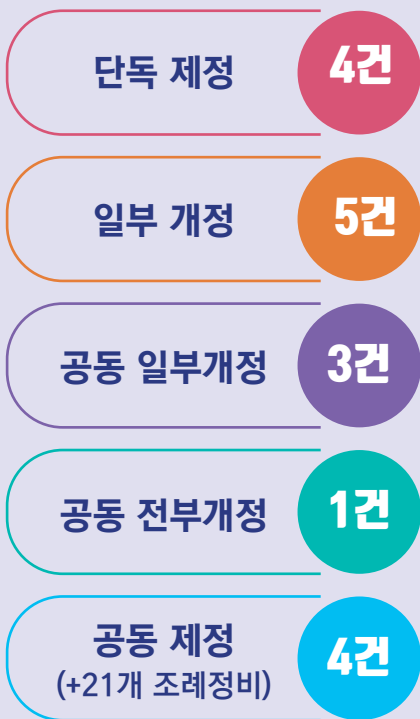 단독 제정 4건
일부 개정 5건
공동 일부개정 3건
공동 전부개정 1건
공동 제정 4건
(+21개 조례정비)